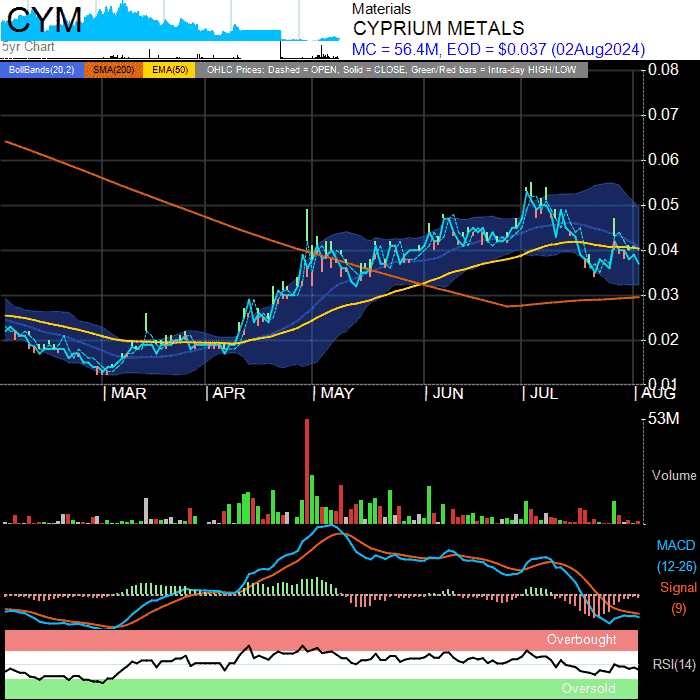 CYM
5yr Chart
Materials
CYPRIUM METALS
MC = 56.4M, EOD = $0.037 (02Aug2024)
BollBands(20,2) SMA(200) EMA(50) OHLC Prices: Dashed = OPEN, Solid = CLOSE, Green/Red bars = Intra-day HIGH/LOW
0.08
0.07
0.06
0.05
0.04
0.03
0.02
0.01
MAR APR MAY JUN JUL AUG
53M
Volume
MACD
(12-26)
Signal
(9)
Overbought
RSI(14)
Oversold